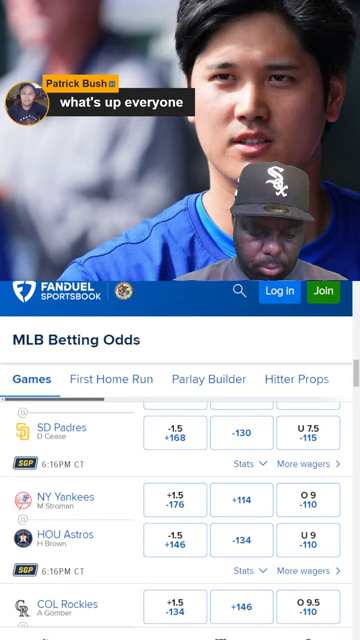 Patrick Bush
what's up everyone
Sox
FANDUEL
SPORTSBOOK
Log In
Join
MLB Betting Odds
Games First Home Run Parlay Builder Hitter Props
@
SD Padres
D Cease
-1.5
+168
-130
U 7.5
-115
SGP 6:16PM CT Stats More wagers >
NY Yankees
M Stroman
+1.5
-176
+114
O 9
-110
@
HOU Astros
H Brown
-1.5
+146
-134
U 9
-110
SGP 6:16PM CT Stats More wagers >
COL Rockies
A Gomber
+1.5
-134
+146
O 9.5
-110
@